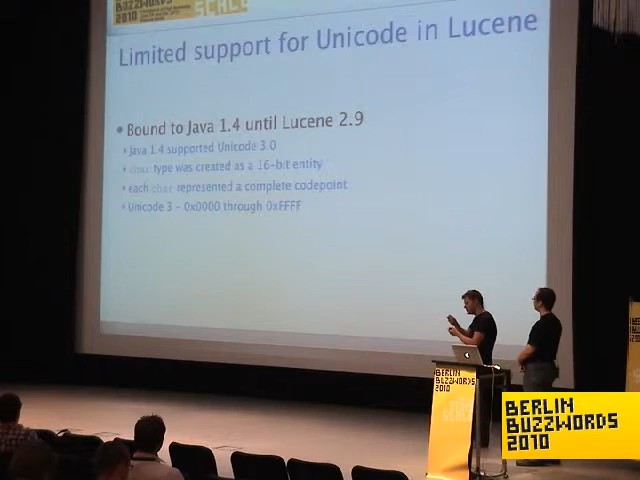 2010
SCALE
Limited support for Unicode in Lucene
• Bound to Java 1.4 until Lucene 2.9
• Java 1.4 supported Unicode 3.0
• char type was created as a 16-bit entity
• each char represented a complete codepoint
• Unicode 3 - 0x0000 through 0xFFFF
BERLIN
BUZZWORDS
2010
BERLIN
BUZZWORDS
2010